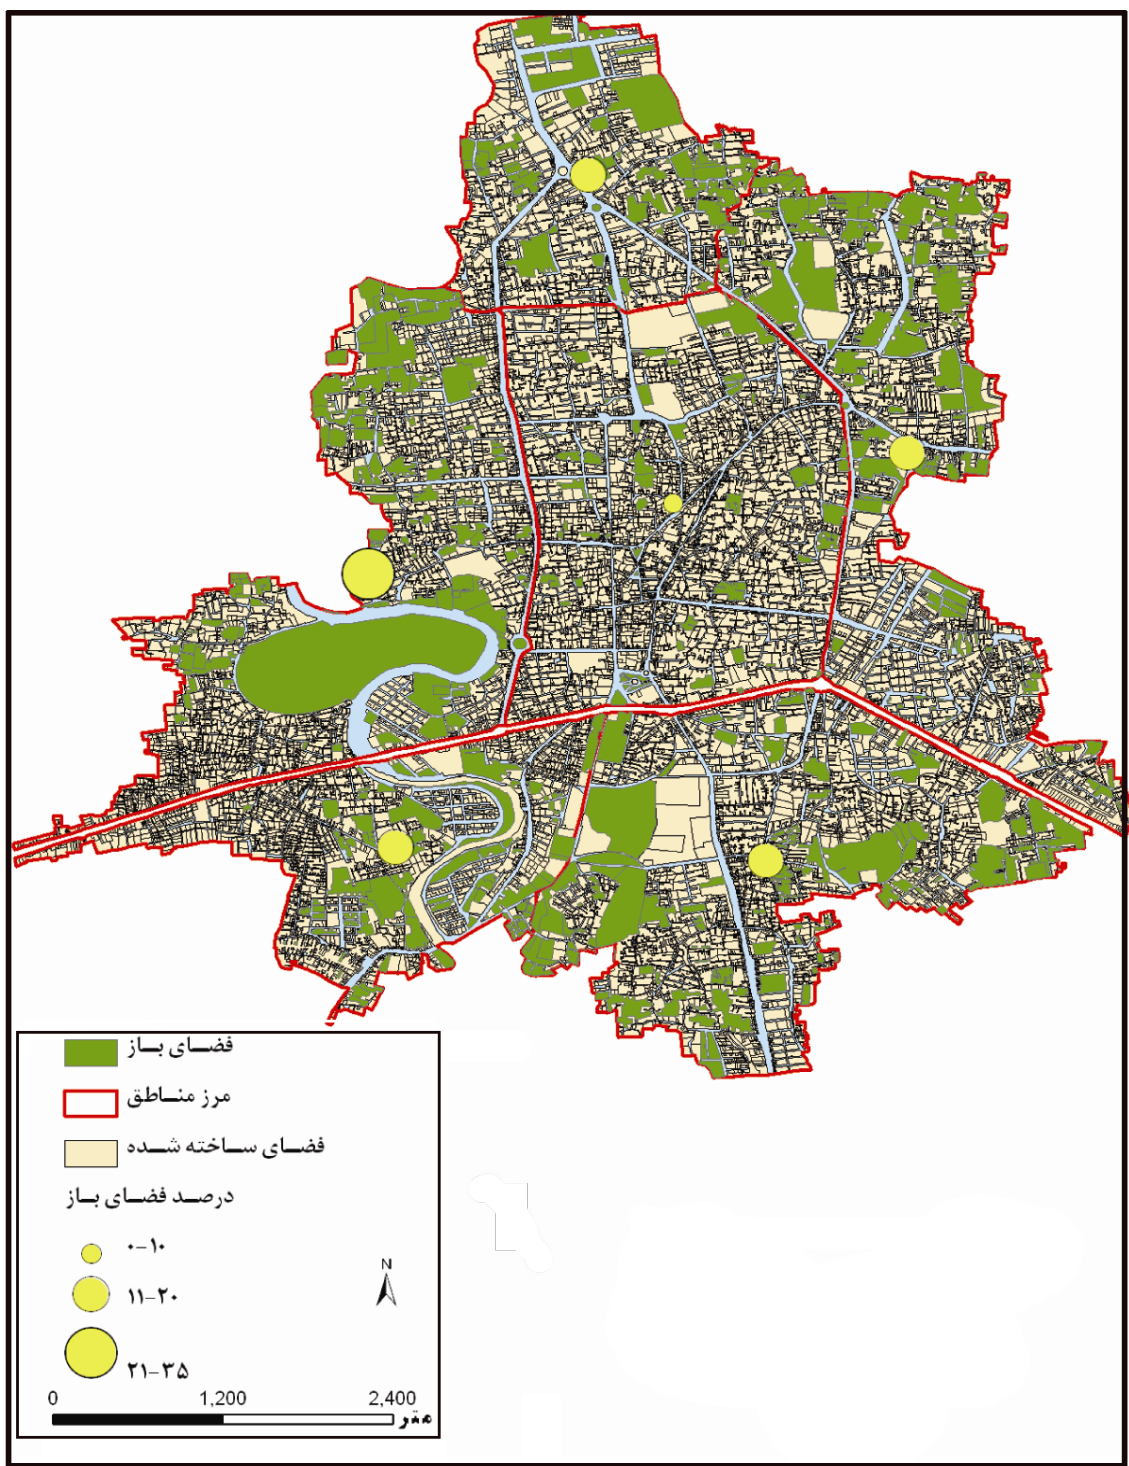 فضای باز
مرز مناطق
فضای ساخته شده
درصد فضای باز
۰-۱۰
۱۱-۲۰
۲۱-۳۵
N
0 1,200 2,400
متر